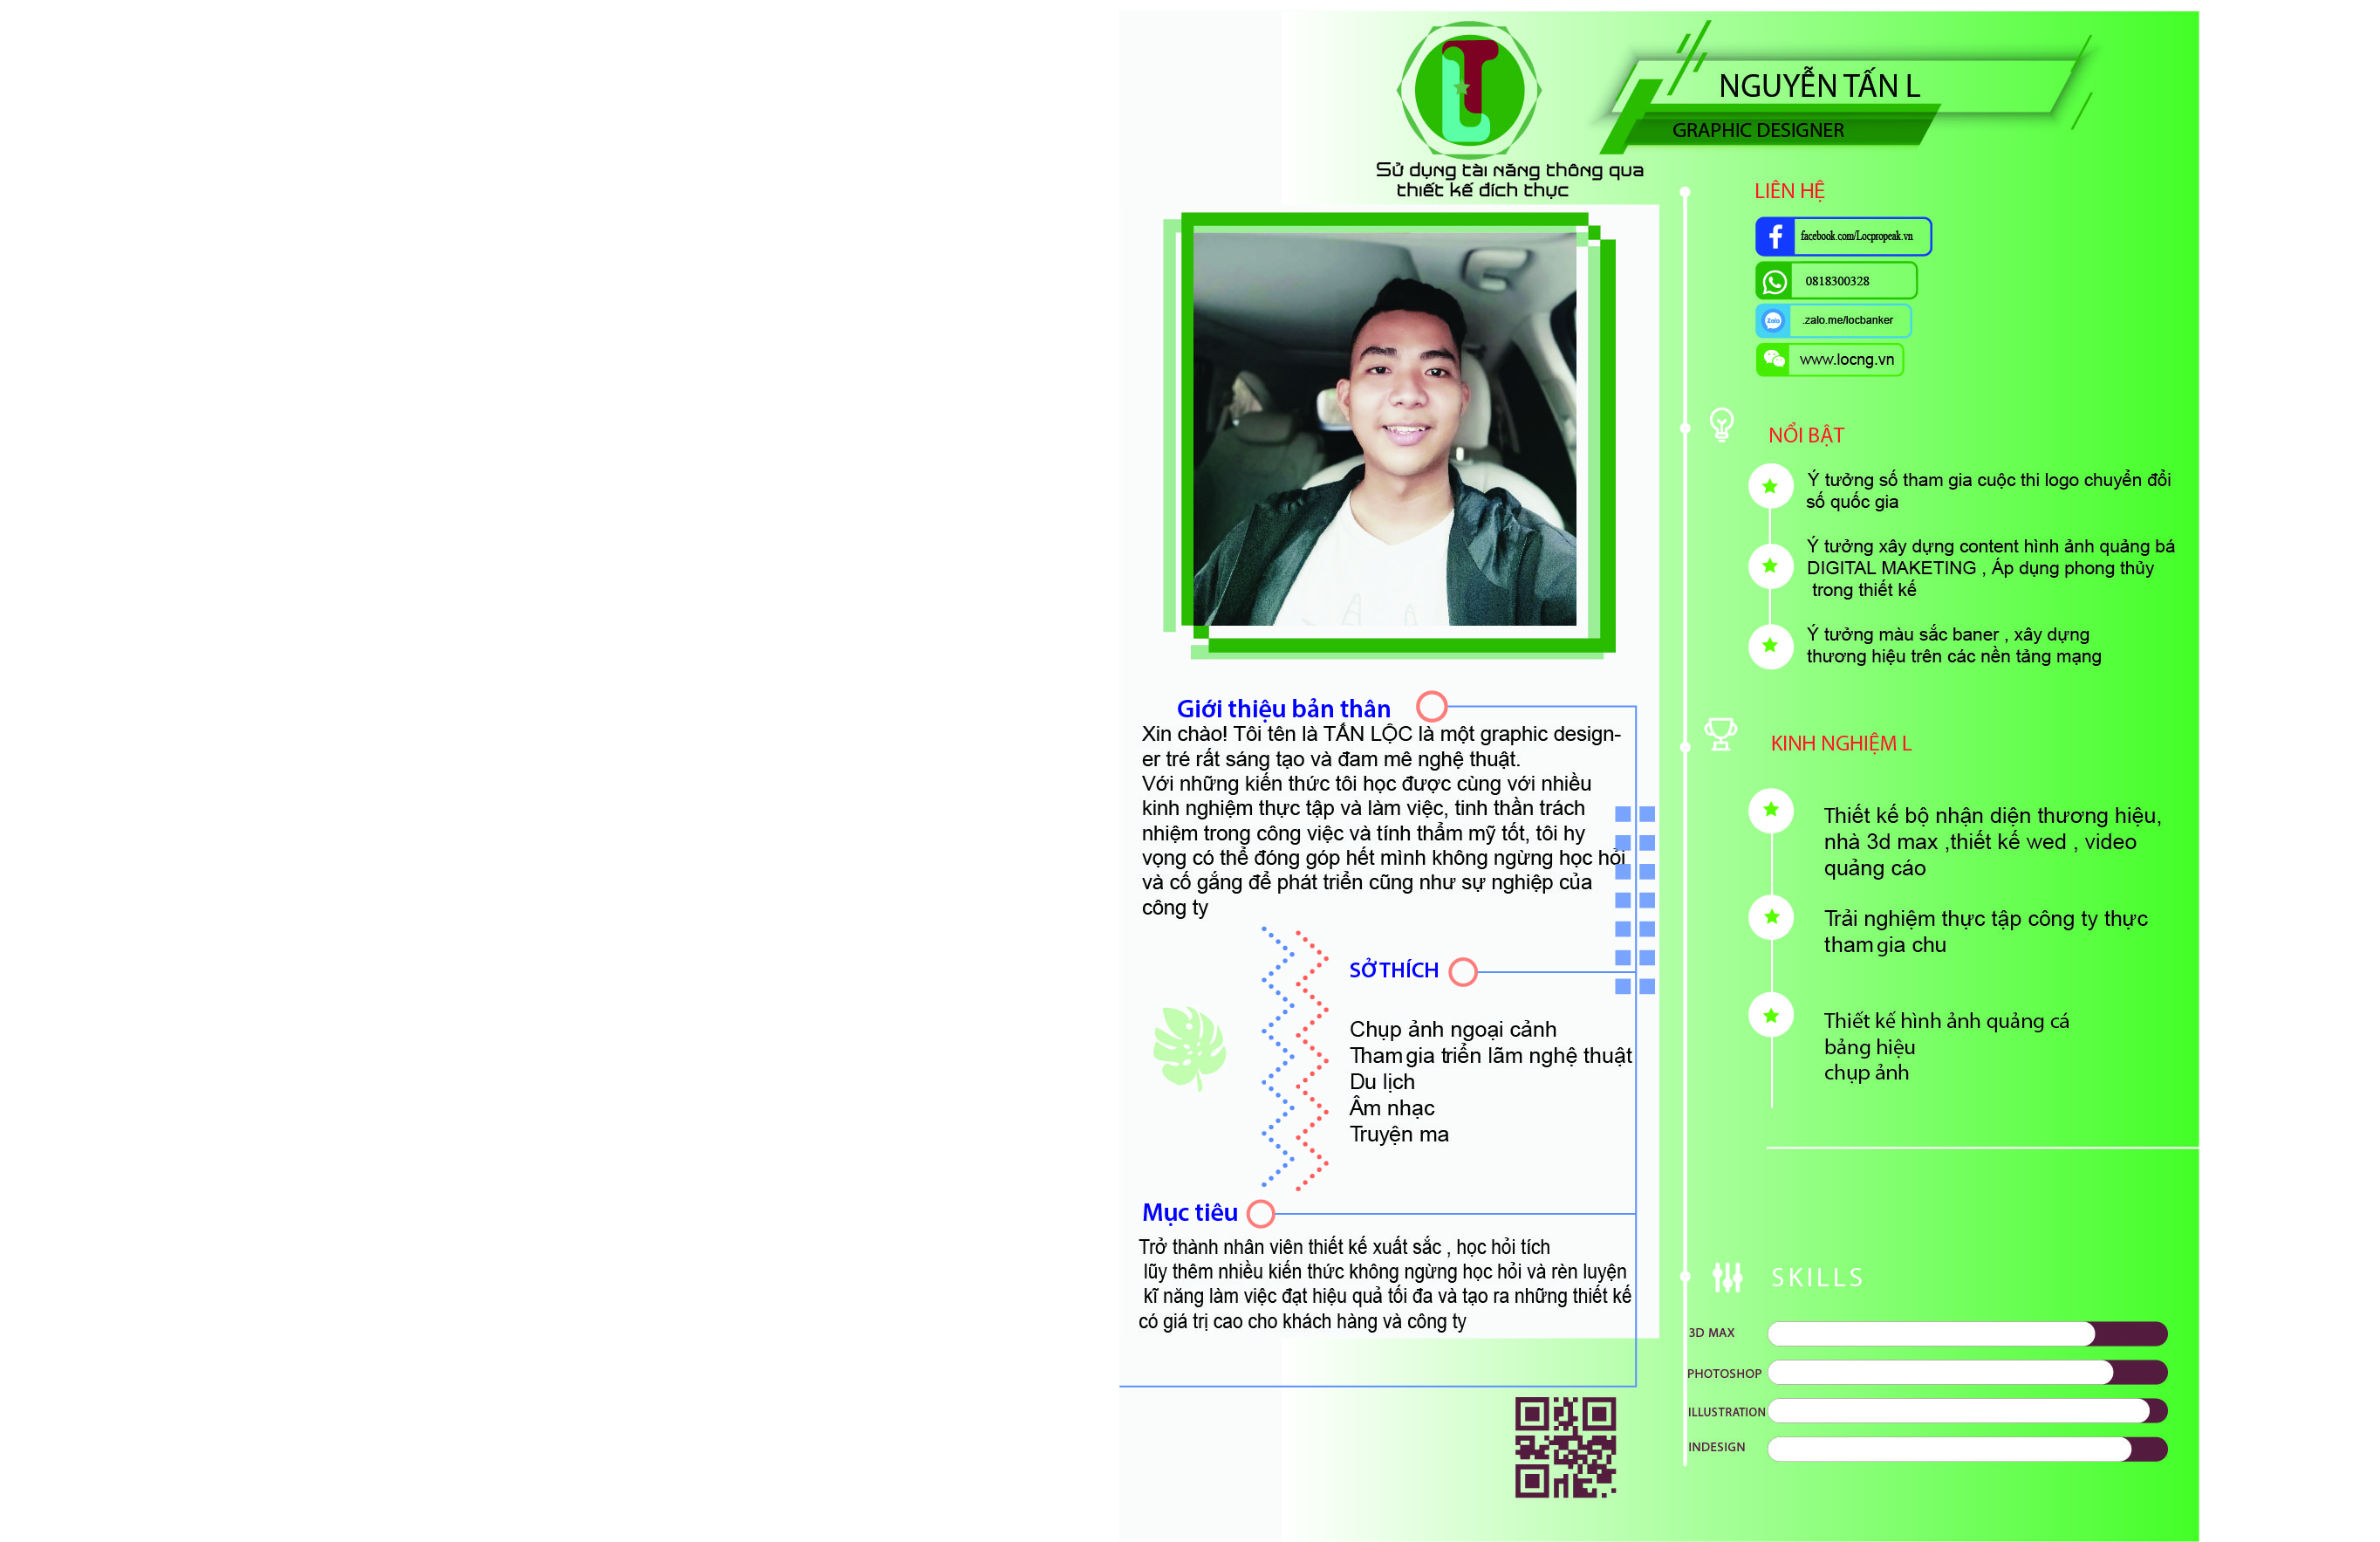 NGUYỄN TẤN L
GRAPHIC DESIGNER
Sử dụng tài năng thông qua
thiết kế đích thực
LIÊN HỆ
facebook.com/Locpropeak.vn
0818300328
Zalo
.zalo.me/locbanker
www.locng.vn
NỔI BẬT
Ý tưởng số tham gia cuộc thi logo chuyển đổi
số quốc gia
Ý tưởng xây dựng content hình ảnh quảng bá
DIGITAL MAKETING , Áp dụng phong thủy
trong thiết kế
Ý tưởng màu sắc baner , xây dựng
thương hiệu trên các nền tảng mạng
Giới thiệu bản thân
Xin chào! Tôi tên là TẤN LỘC là một graphic design-
er tré rất sáng tạo và đam mê nghệ thuật.
Với những kiến thức tôi học được cùng với nhiều
kinh nghiệm thực tập và làm việc, tinh thần trách
nhiệm trong công việc và tính thẩm mỹ tốt, tôi hy
vọng có thể đóng góp hết mình không ngừng học hỏi
và cố gắng để phát triển cũng như sự nghiệp của
công ty
SỞ THÍCH
Chụp ảnh ngoại cảnh
Tham gia triển lãm nghệ thuật
Du lịch
Âm nhạc
Truyện ma
Mục tiêu
Trở thành nhân viên thiết kế xuất sắc , học hỏi tích
lũy thêm nhiều kiến thức không ngừng học hỏi và rèn luyện
kĩ năng làm việc đạt hiệu quả tối đa và tạo ra những thiết kế
có giá trị cao cho khách hàng và công ty
KINH NGHIỆM L
Thiết kế bộ nhận diện thương hiệu,
nhà 3d max ,thiết kế wed , video
quảng cáo
Trải nghiệm thực tập công ty thực
tham gia chu
Thiết kế hình ảnh quảng cá
bảng hiệu
chụp ảnh
SKILLS
3D MAX
PHOTOSHOP
ILLUSTRATION
INDESIGN